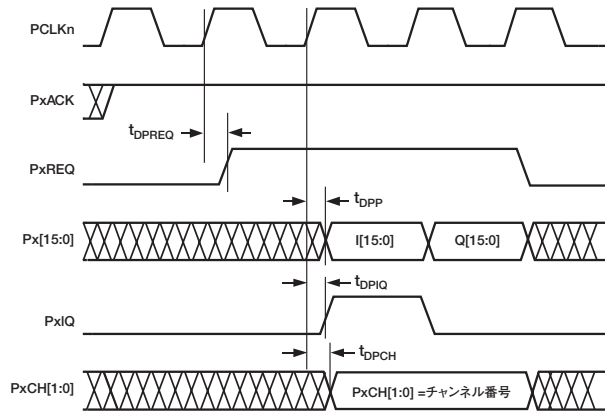 PCLKn
PxACK
tDPREQ
PxREQ
tDPP
Px[15:0]
I[15:0]
Q[15:0]
tDPIQ
PxIQ
tDPCH
PxCH[1:0]
PxCH[1:0] =チャンネル番号